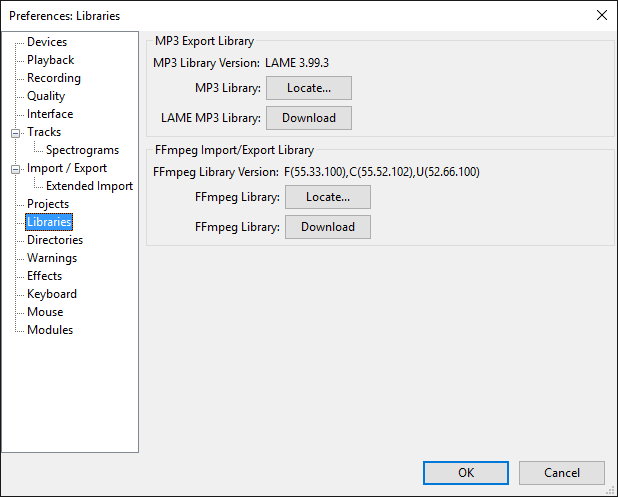 Preferences: Libraries
Devices
Playback
Recording
Quality
Interface
Tracks
Spectrograms
Import / Export
Extended Import
Projects
Libraries
Directories
Warnings
Effects
Keyboard
Mouse
Modules
MP3 Export Library
MP3 Library Version: LAME 3.99.3
MP3 Library: Locate...
LAME MP3 Library: Download
FFmpeg Import/Export Library
FFmpeg Library Version: F(55.33.100),C(55.52.102),U(52.66.100)
FFmpeg Library: Locate...
FFmpeg Library: Download
OK Cancel